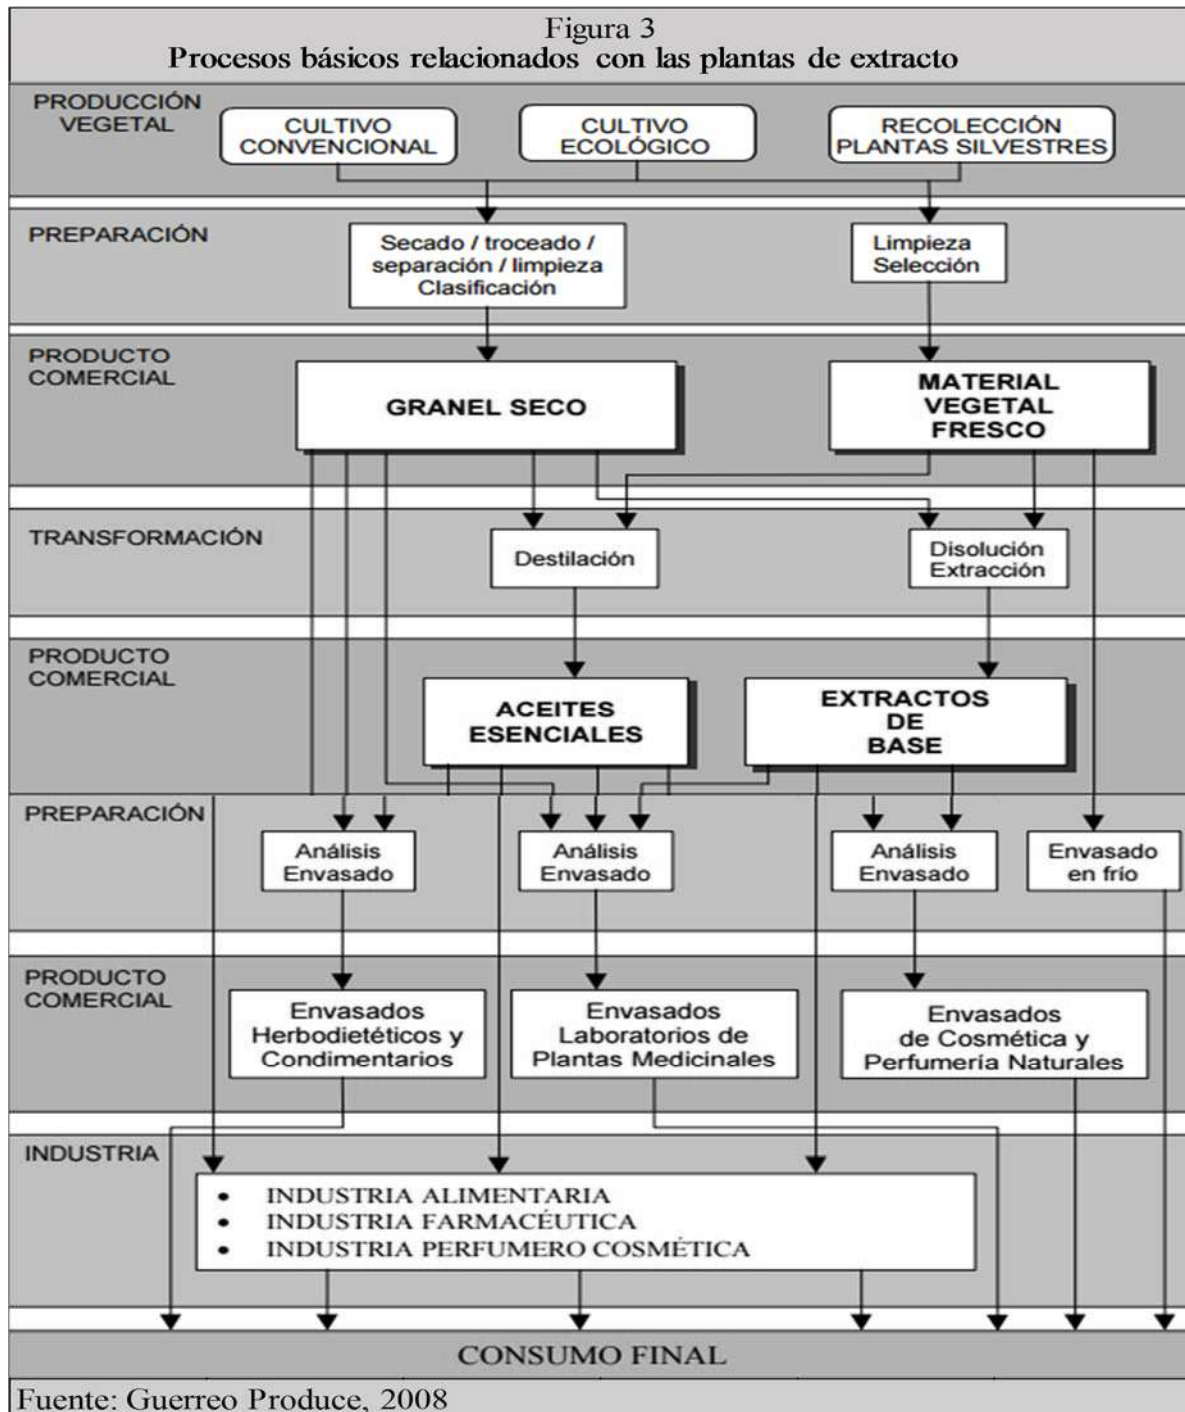 Figura 3
Procesos básicos relacionados con las plantas de extracto
PRODUCCIÓN
VEGETAL
CULTIVO
CONVENCIONAL
CULTIVO
ECOLÓGICO
RECOLECCIÓN
PLANTAS SILVESTRES
PREPARACIÓN
Secado / troceado /
separación / limpieza
Clasificación
Limpieza
Selección
PRODUCTO
COMERCIAL
GRANEL SECO
MATERIAL
VEGETAL
FRESCO
TRANSFORMACIÓN
Destilación
Disolución
Extracción
PRODUCTO
COMERCIAL
ACEITES
ESENCIALES
EXTRACTOS
DE
BASE
PREPARACIÓN
Análisis
Envasado
Análisis
Envasado
Análisis
Envasado
Envasado
en frío
PRODUCTO
COMERCIAL
Envasados
Herbodietéticos y
Condimentarios
Envasados
Laboratorios de
Plantas Medicinales
Envasados
de Cosmética y
Perfumería Naturales
INDUSTRIA
• INDUSTRIA ALIMENTARIA
• INDUSTRIA FARMACÉUTICA
• INDUSTRIA PERFUMERO COSMÉTICA
CONSUMO FINAL
Fuente: Guerreo Produce, 2008